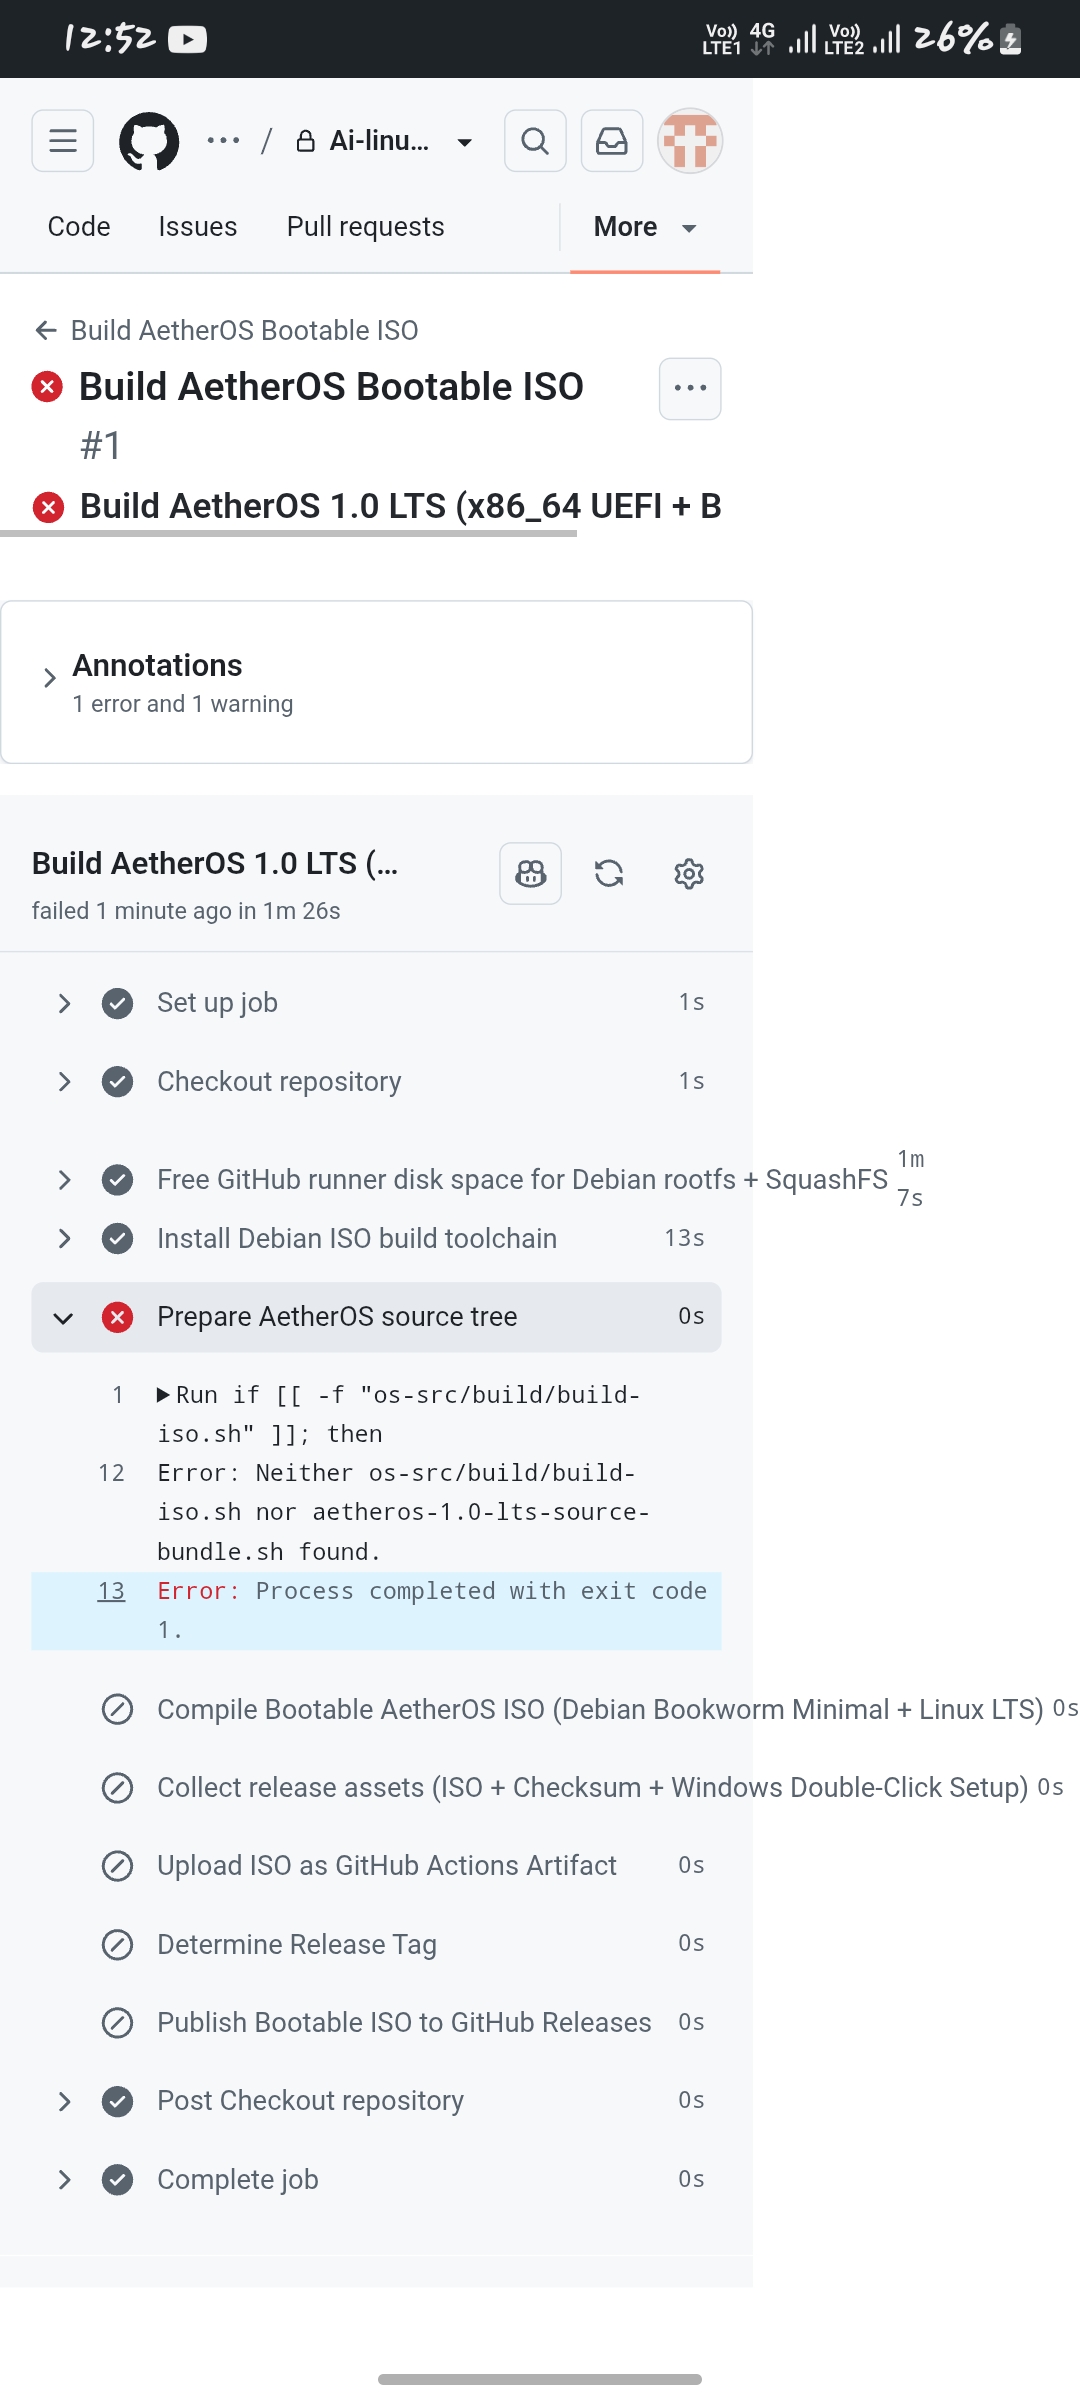 12:52
Vo)) LTE1 4G Vo)) LTE2 26%
... / Ai-linu...
Code Issues Pull requests More
Build AetherOS Bootable ISO
Build AetherOS Bootable ISO
#1
Build AetherOS 1.0 LTS (x86_64 UEFI + B
Annotations
1 error and 1 warning
Build AetherOS 1.0 LTS (...
failed 1 minute ago in 1m 26s
Set up job 1s
Checkout repository 1s
Free GitHub runner disk space for Debian rootfs + SquashFS 1m 7s
Install Debian ISO build toolchain 13s
Prepare AetherOS source tree 0s
1 Run if [[ -f "os-src/build/build-
iso.sh" ]]; then
12 Error: Neither os-src/build/build-
iso.sh nor aetheros-1.0-lts-source-
bundle.sh found.
13 Error: Process completed with exit code
1.
Compile Bootable AetherOS ISO (Debian Bookworm Minimal + Linux LTS) 0s
Collect release assets (ISO + Checksum + Windows Double-Click Setup) 0s
Upload ISO as GitHub Actions Artifact 0s
Determine Release Tag 0s
Publish Bootable ISO to GitHub Releases 0s
Post Checkout repository 0s
Complete job 0s